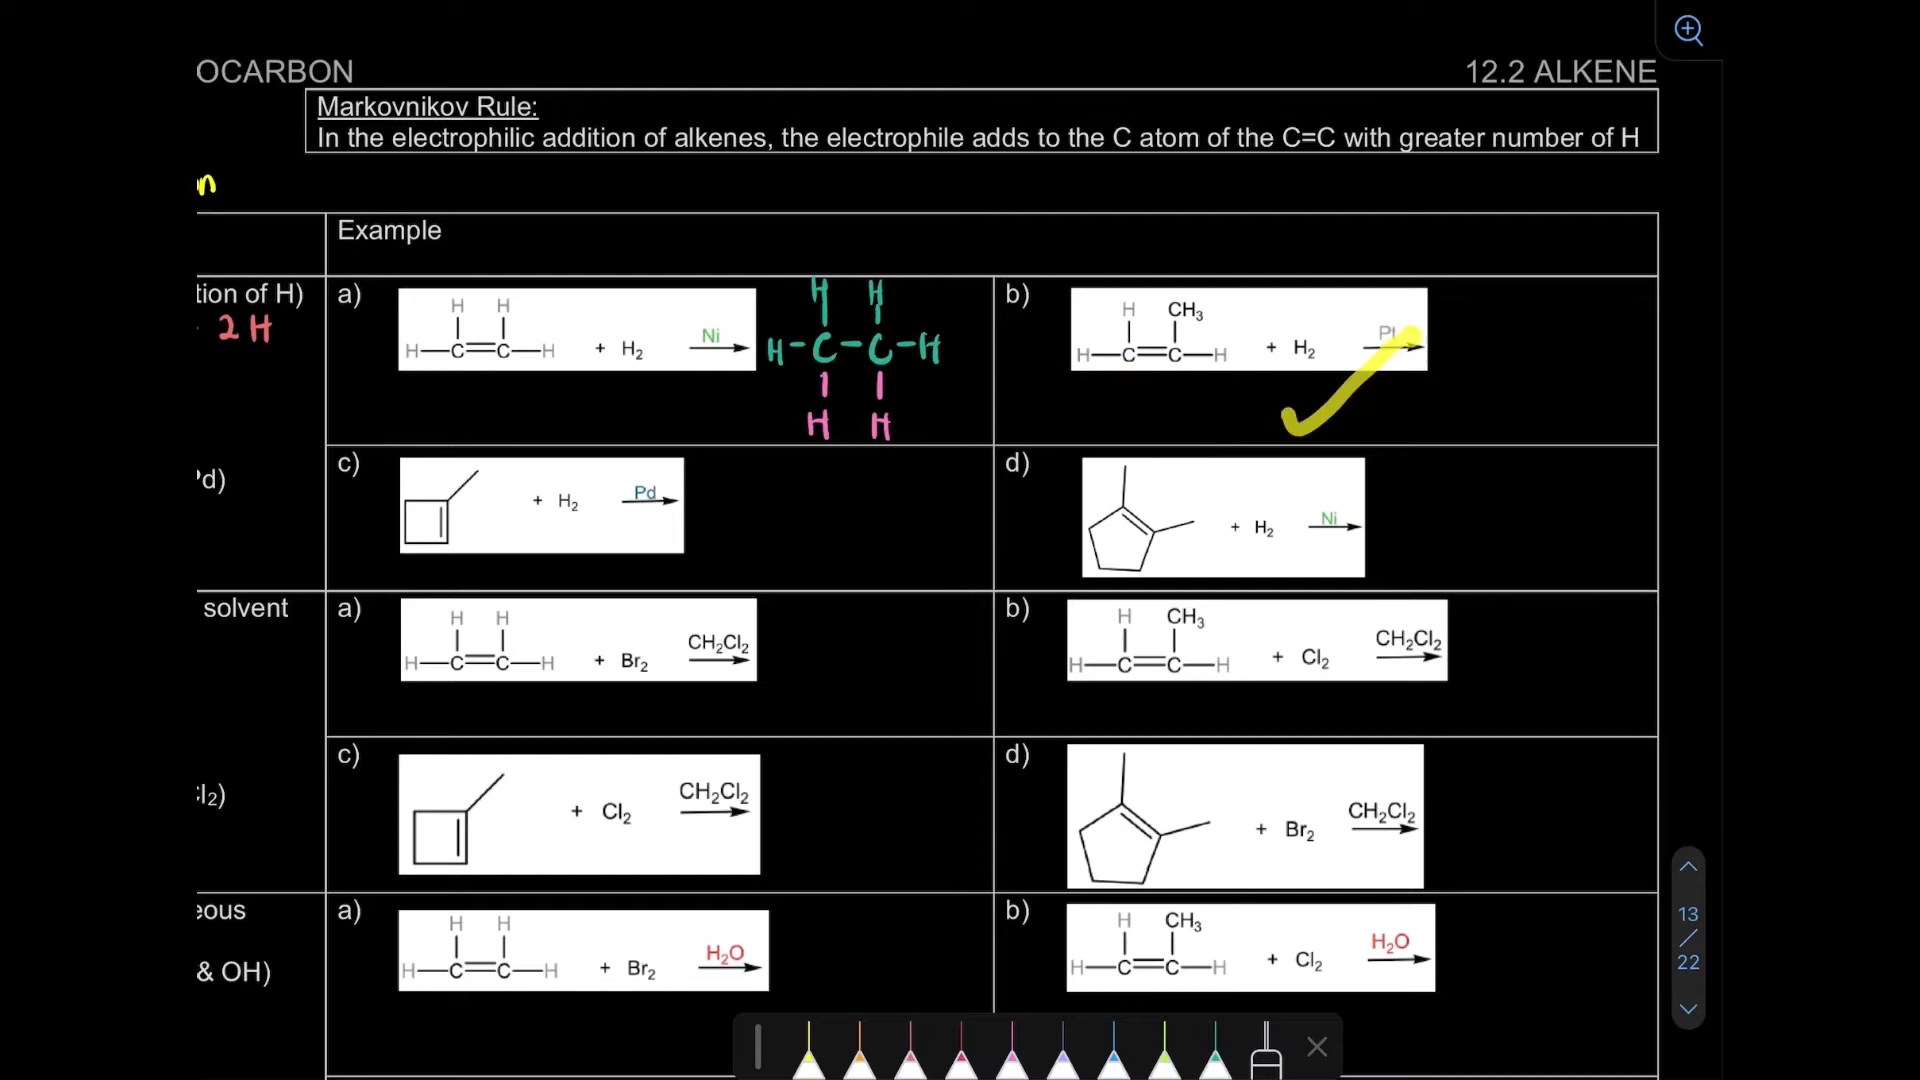 OCARBON
12.2 ALKENE
Markovnikov Rule:
In the electrophilic addition of alkenes, the electrophile adds to the C atom of the C=C with greater number of H
n
Example
tion of H)
2 H
Pd)
a)
H H
H C C H
+ H2
Ni
H H
H-C-C-H
H H
b)
H CH3
H C C H
+ H2
Pt
c)
+ H2
Pd
d)
+ H2
Ni
solvent
Cl2)
a)
H H
H C C H
+ Br2
CH2Cl2
b)
H CH3
H C C H
+ Cl2
CH2Cl2
c)
+ Cl2
CH2Cl2
d)
+ Br2
CH2Cl2
eous
& OH)
a)
H H
H C C H
+ Br2
H2O
b)
H CH3
H C C H
+ Cl2
H2O
13
/
22